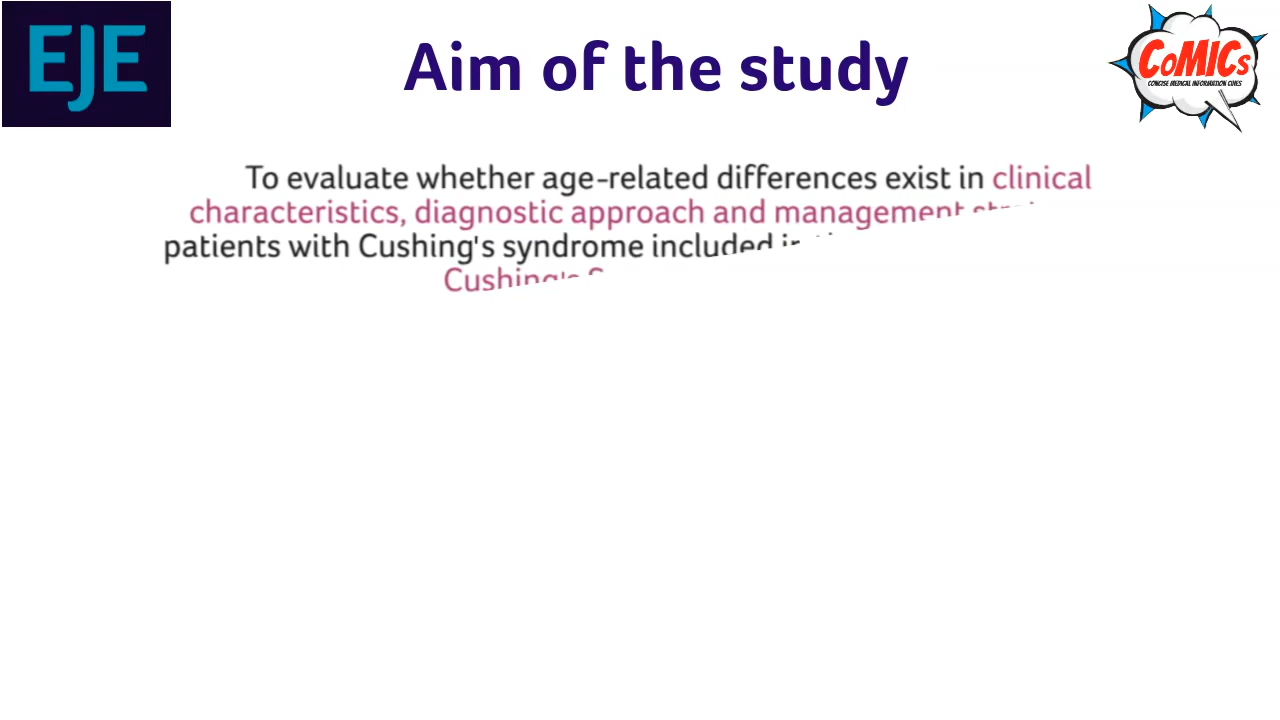 EJE
Aim of the study
CoMICs
CONCISE MEDICAL INFORMATION CINES
To evaluate whether age-related differences exist in clinical
characteristics, diagnostic approach and management
patients with Cushing's syndrome included
Cushing's